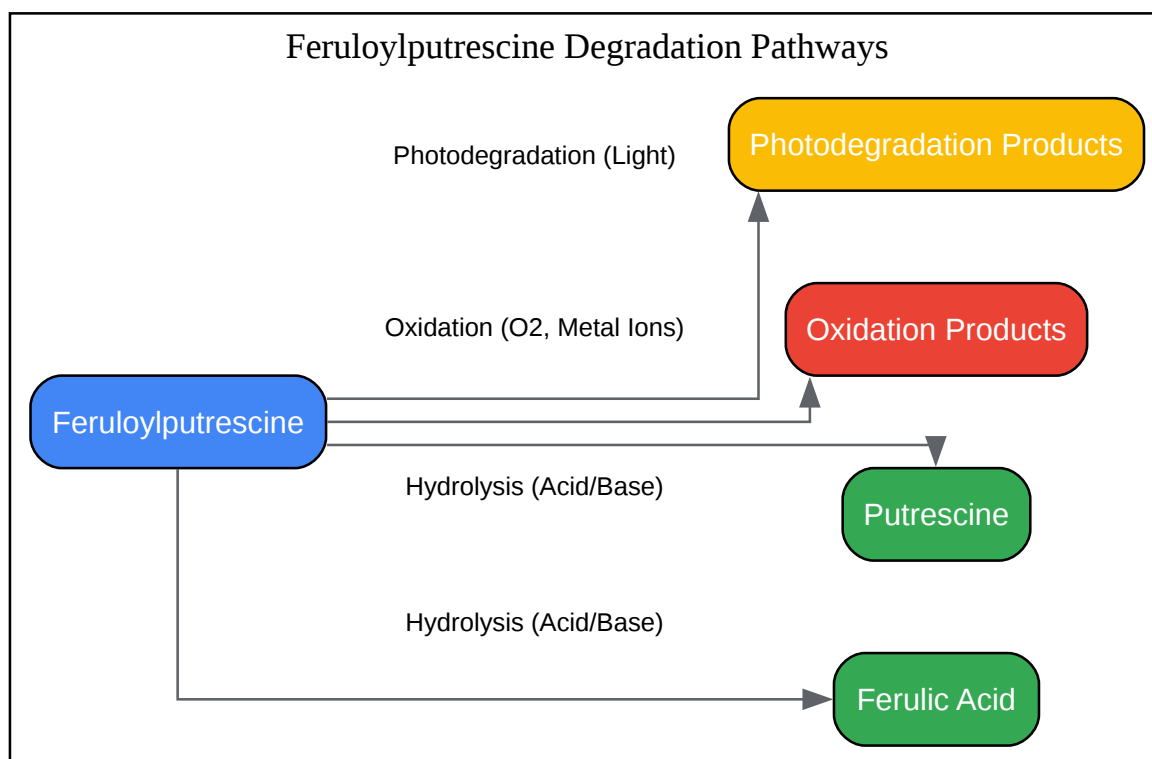 Feruloylputrescine Degradation Pathways
Photodegradation (Light)
Photodegradation Products
Oxidation (O2, Metal Ions)
Oxidation Products
Feruloylputrescine
Hydrolysis (Acid/Base)
Putrescine
Hydrolysis (Acid/Base)
Ferulic Acid